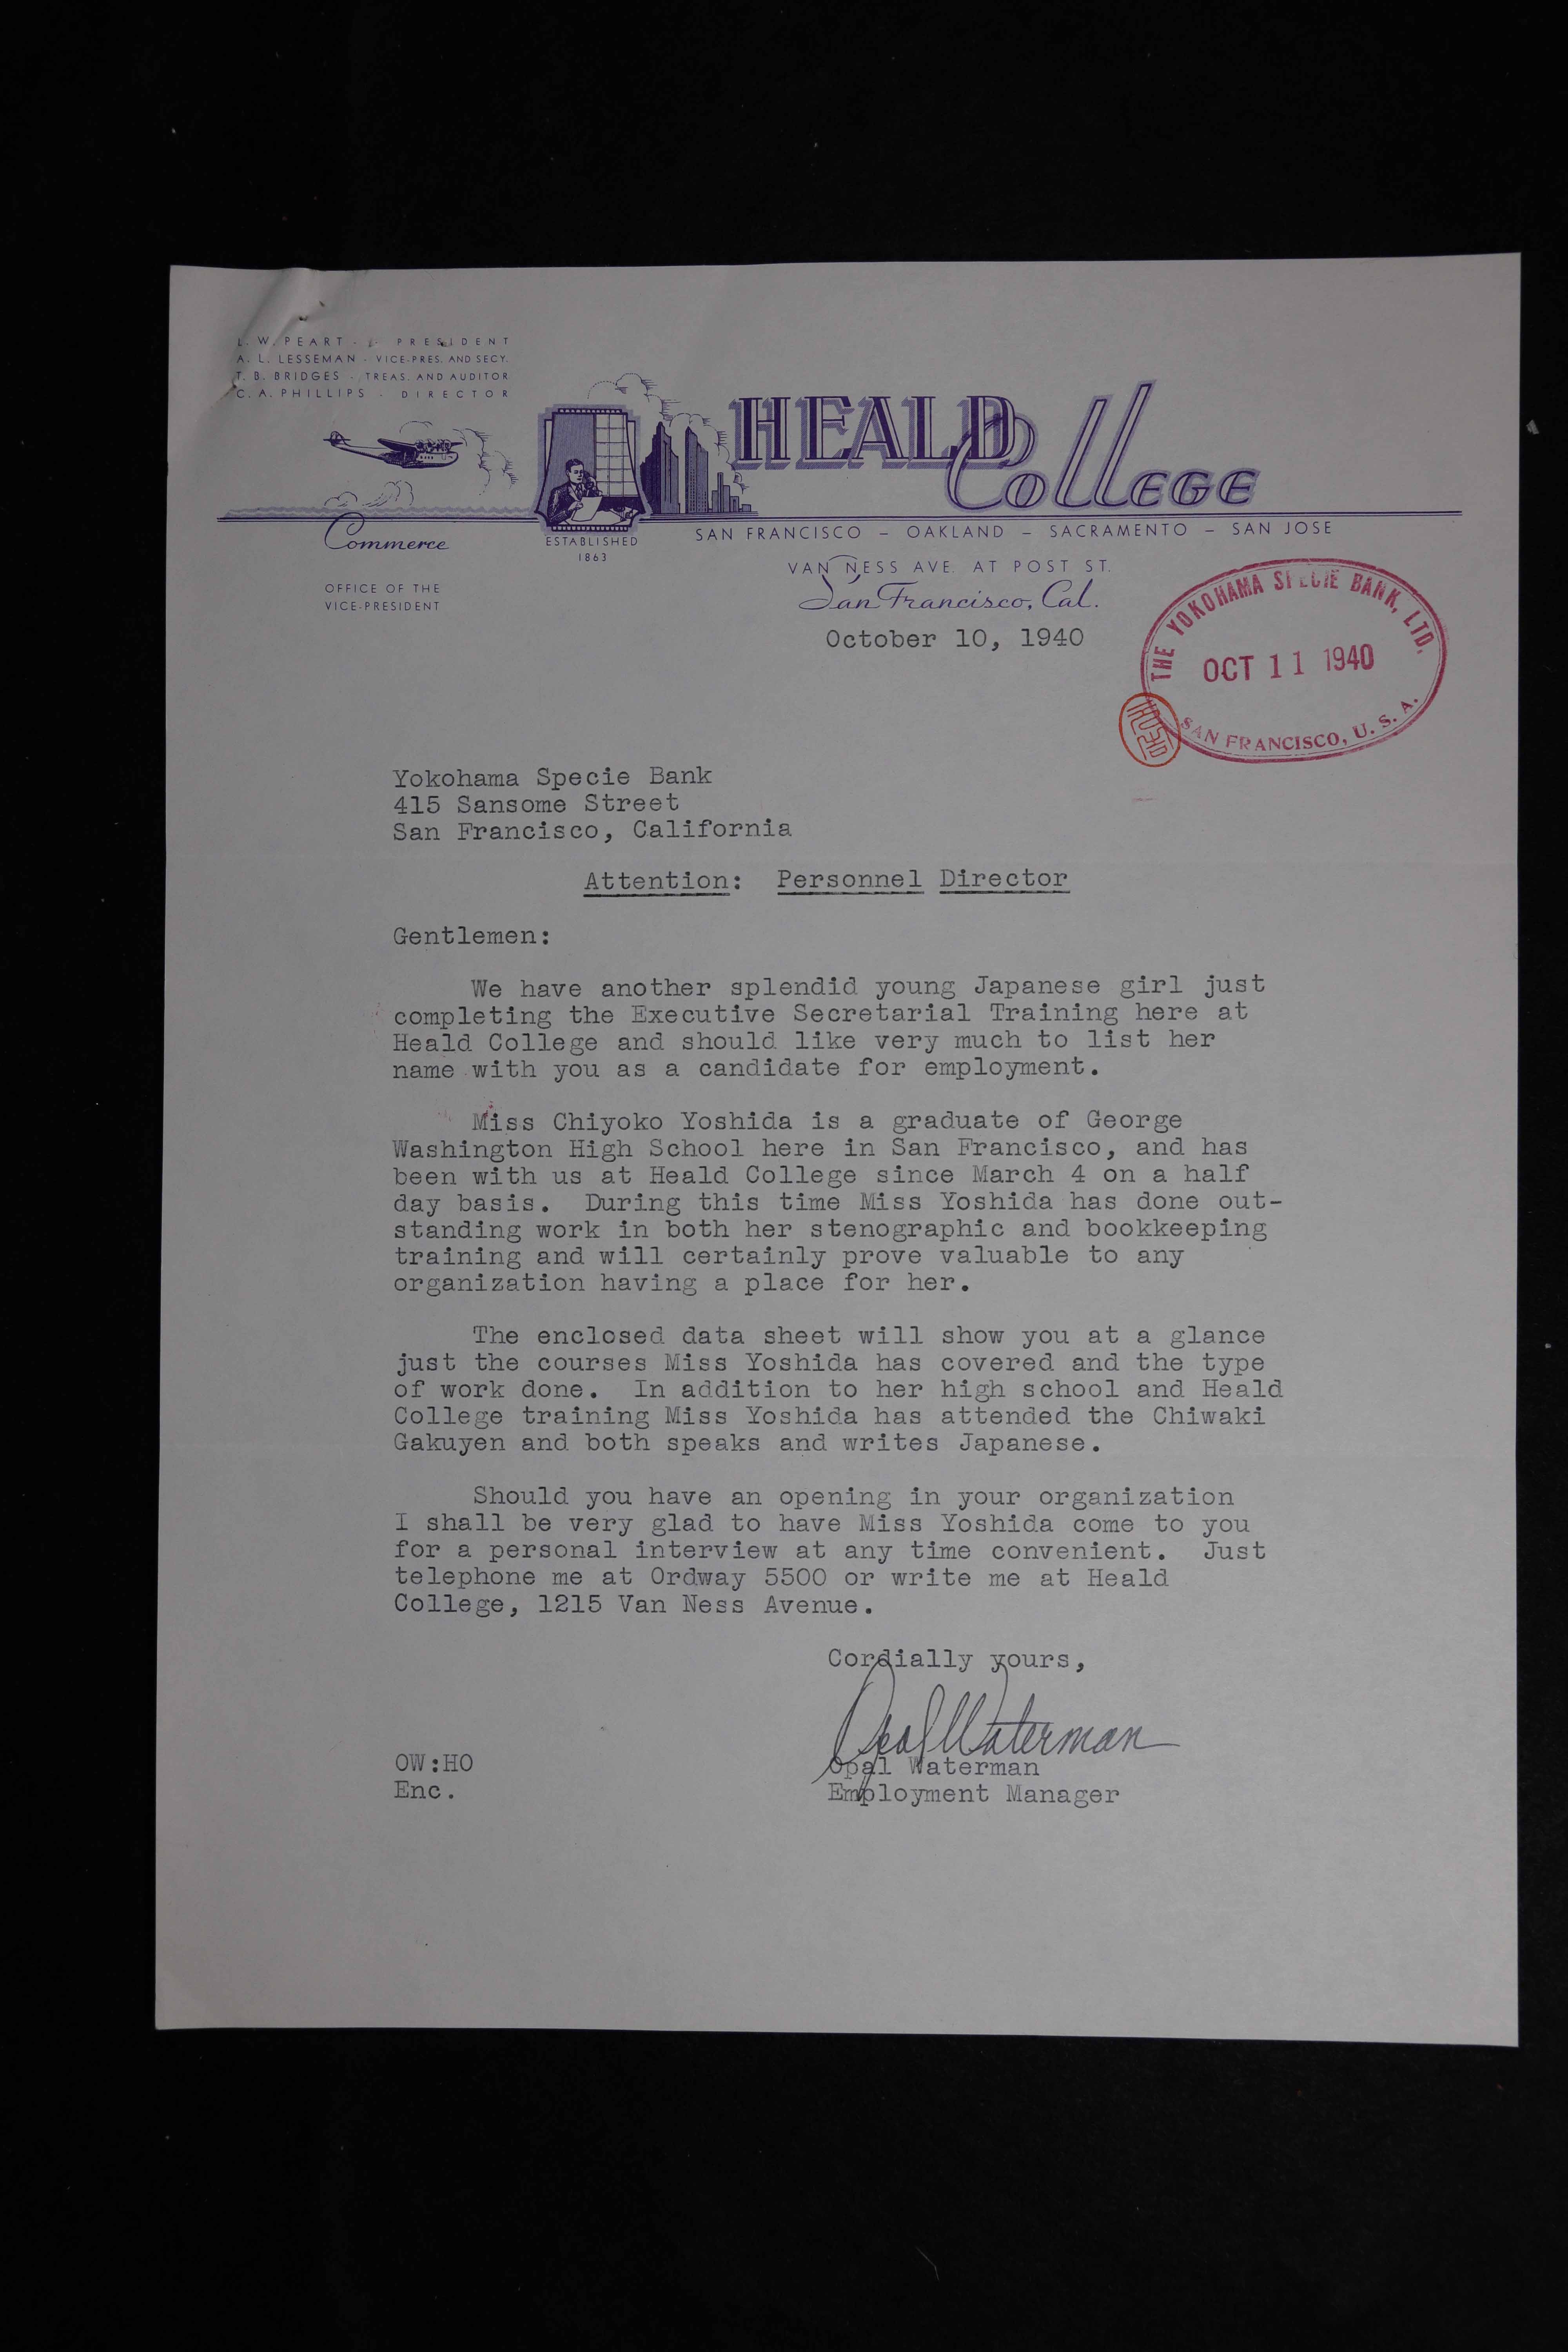 L. W. PEART - PRESIDENT
A. L. LESSEMAN - VICE-PRES. AND SECY.
T. B. BRIDGES - TREAS. AND AUDITOR
C. A. PHILLIPS - DIRECTOR
HEALD College
Commerce
ESTABLISHED
1863
SAN FRANCISCO – OAKLAND – SACRAMENTO – SAN JOSE
OFFICE OF THE
VICE-PRESIDENT
VAN NESS AVE. AT POST ST.
San Francisco, Cal.
October 10, 1940
THE YOKOHAMA SPECIE BANK, LTD.
OCT 11 1940
SAN FRANCISCO, U. S. A.
Yokohama Specie Bank
415 Sansome Street
San Francisco, California
Attention: Personnel Director
Gentlemen:
We have another splendid young Japanese girl just
completing the Executive Secretarial Training here at
Heald College and should like very much to list her
name with you as a candidate for employment.
Miss Chiyoko Yoshida is a graduate of George
Washington High School here in San Francisco, and has
been with us at Heald College since March 4 on a half
day basis. During this time Miss Yoshida has done out-
standing work in both her stenographic and bookkeeping
training and will certainly prove valuable to any
organization having a place for her.
The enclosed data sheet will show you at a glance
just the courses Miss Yoshida has covered and the type
of work done. In addition to her high school and Heald
College training Miss Yoshida has attended the Chiwaki
Gakuyen and both speaks and writes Japanese.
Should you have an opening in your organization
I shall be very glad to have Miss Yoshida come to you
for a personal interview at any time convenient. Just
telephone me at Ordway 5500 or write me at Heald
College, 1215 Van Ness Avenue.
Cordially yours,
Opal Waterman
Opal Waterman
Employment Manager
OW:HO
Enc.